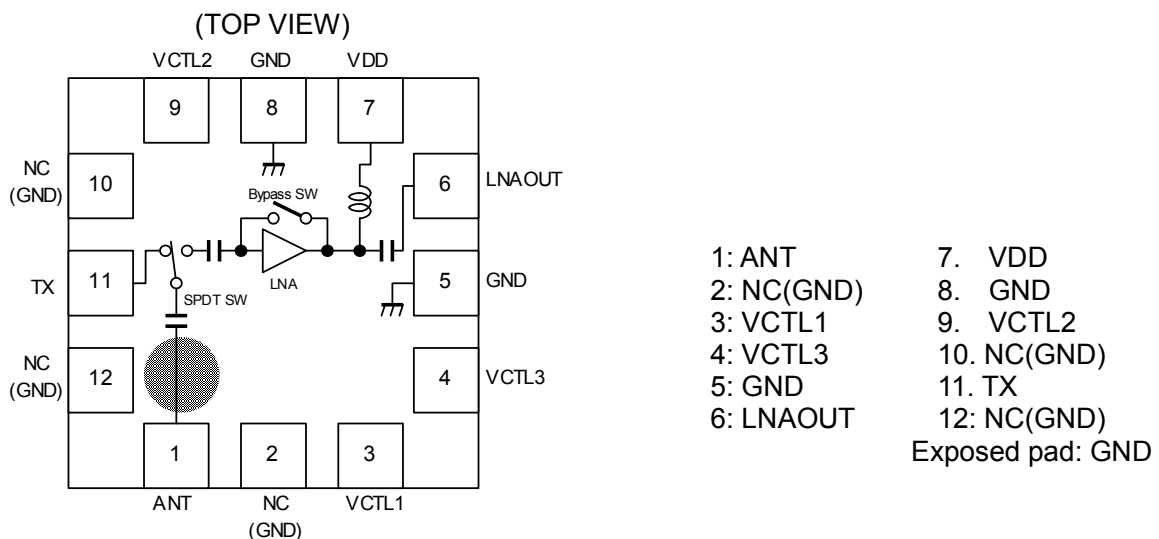 (TOP VIEW)
VCTL2 GND VDD
9 8 7
NC
(GND)
10
6
LNAOUT
Bypass SW
TX
11
SPDT SW
LNA
5
GND
NC
(GND)
12
4
VCTL3
1 2 3
ANT NC
(GND)
VCTL1
1: ANT
2: NC(GND)
3: VCTL1
4: VCTL3
5: GND
6: LNAOUT
7. VDD
8. GND
9. VCTL2
10. NC(GND)
11. TX
12: NC(GND)
Exposed pad: GND